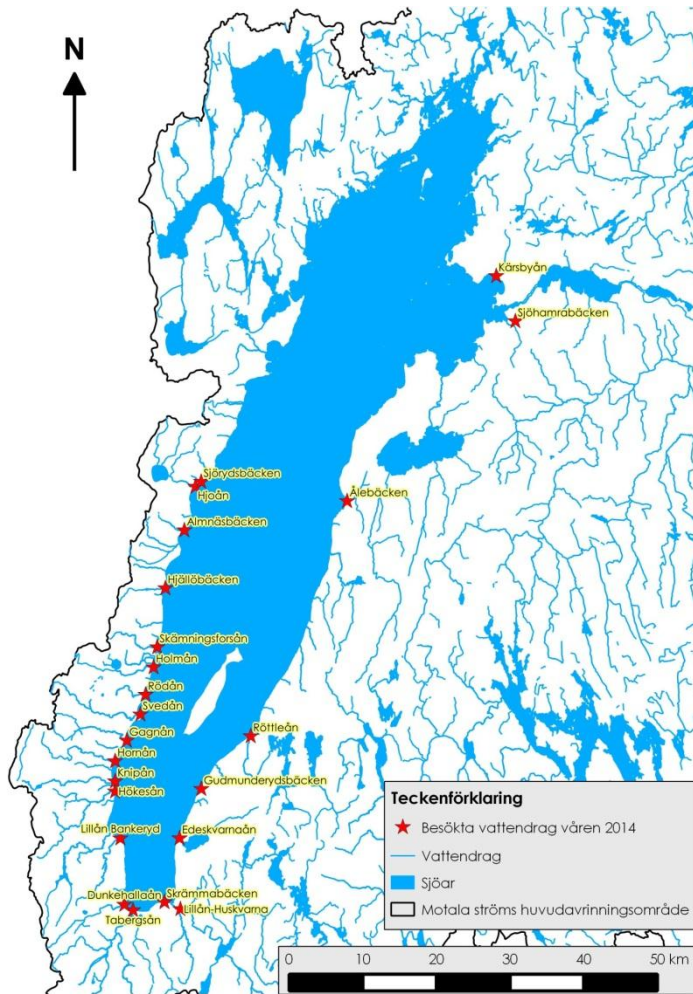 N
Kärsbyån
Sjöhamrabäcken
Sjörydsbäcken
Hjoån
Ålebäcken
Almnäsbäcken
Hjällöbäcken
Skämningsforsån
Holmån
Rödån
Svedån
Gagnån
Röttleån
Hornån
Knipån
Hökesån
Gudmunderydsbäcken
Lillån Bankeryd
Edeskvarnaån
Dunkehallaån
Skrämmabäcken
Tabergsån
Lillån-Huskvarna
Teckenförklaring
Besökta vattendrag våren 2014
Vattendrag
Sjöar
Motala ströms huvudavrinningsområde
0 10 20 30 40 50 km